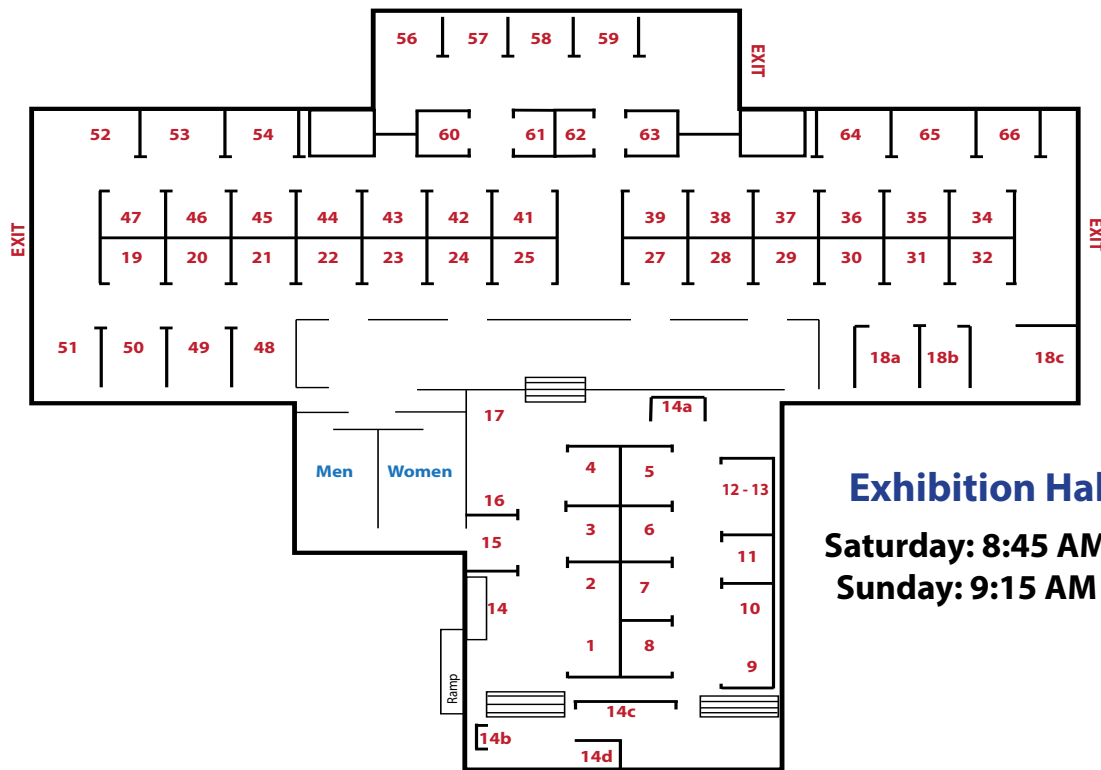 56 57 58 59
EXIT
52 53 54 60 61 62 63 64 65 66
47 46 45 44 43 42 41 39 38 37 36 35 34
EXIT
EXIT
19 20 21 22 23 24 25 27 28 29 30 31 32
51 50 49 48 18a 18b 18c
17 14a
Men Women
4 5 12 - 13
16
3 6
15 11
2 7
14 10
1 8 9
Ramp
14c
14b
14d
Exhibition Hal
Saturday: 8:45 AM
Sunday: 9:15 AM